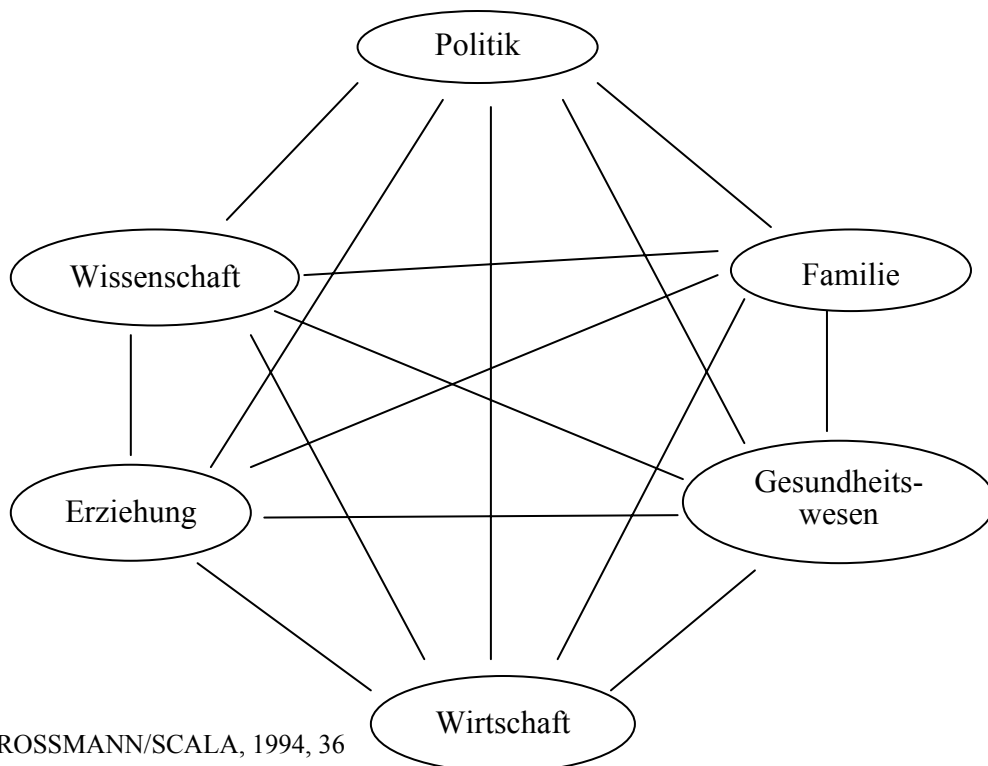 Politik
Wissenschaft
Familie
Erziehung
Gesundheits-
wesen
Wirtschaft
ROSSMANN/SCALA, 1994, 36